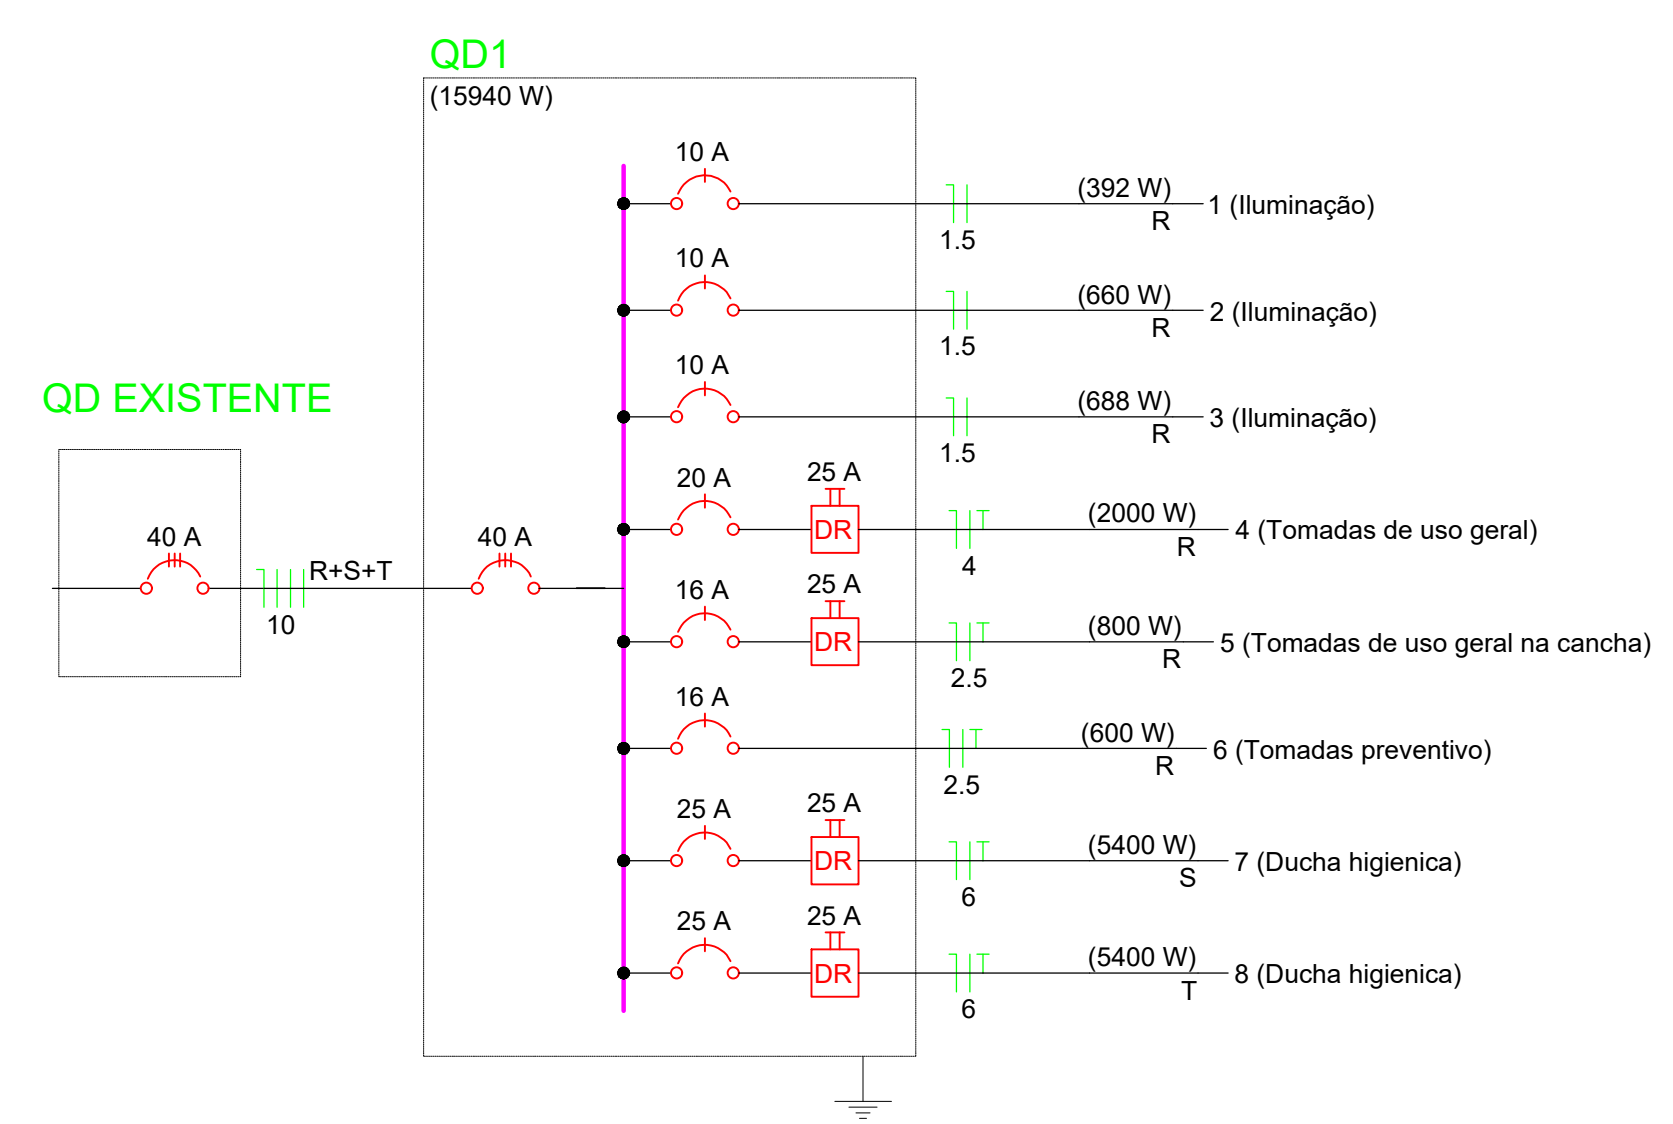 QD1
(15940 W)
10 A
(392 W)
R
1 (Iluminação)
1.5
10 A
(660 W)
R
2 (Iluminação)
1.5
10 A
(688 W)
R
3 (Iluminação)
1.5
QD EXISTENTE
40 A
R+S+T
10
40 A
20 A
25 A
DR
(2000 W)
R
4 (Tomadas de uso geral)
4
16 A
25 A
DR
(800 W)
R
5 (Tomadas de uso geral na cancha)
2.5
16 A
(600 W)
R
6 (Tomadas preventivo)
2.5
25 A
25 A
DR
(5400 W)
S
7 (Ducha higienica)
6
25 A
25 A
DR
(5400 W)
T
8 (Ducha higienica)
6